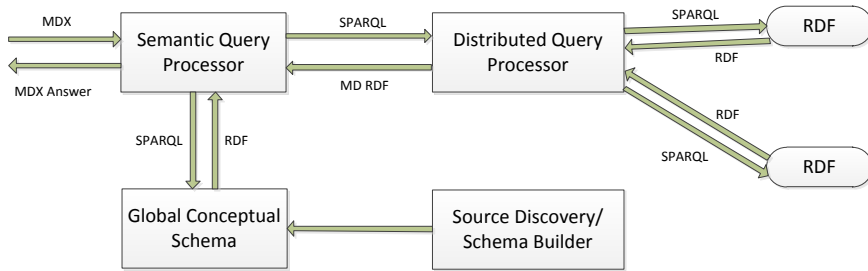 MDX
MDX Answer
Semantic Query
Processor
SPARQL
MD RDF
Distributed Query
Processor
SPARQL
RDF
RDF
RDF
SPARQL
RDF
SPARQL
RDF
Global Conceptual
Schema
Source Discovery/
Schema Builder